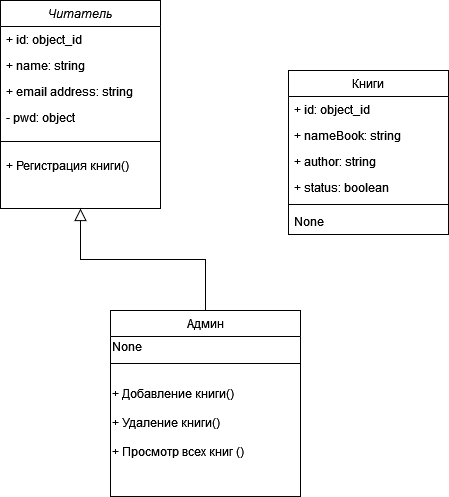 Читатель
+ id: object_id
+ name: string
+ email address: string
- pwd: object
+ Регистрация книги()
Книги
+ id: object_id
+ nameBook: string
+ author: string
+ status: boolean
None
Админ
None
+ Добавление книги()
+ Удаление книги()
+ Просмотр всех книг ()